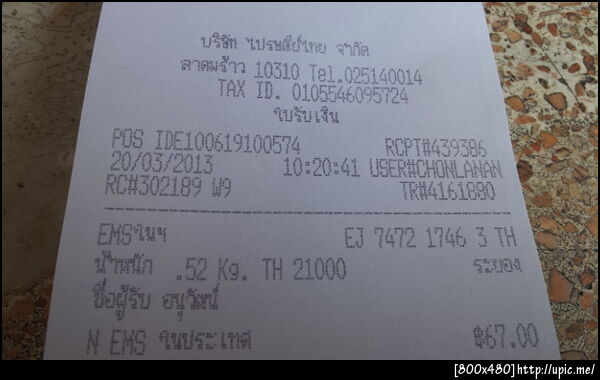 บริษัท ไปรษณีย์ไทย จำกัด
ลาดพร้าว 10310 Tel.025140014
TAX ID. 0105546095724
ใบรับเงิน
POS IDE100619100574 RCPT#439386
20/03/2013 10:20:41 USER#CHONLANAN
RC#302189 W9 TR#4161880
EMSในฯ EJ 7472 1746 3 TH
น้ำหนัก .52 Kg. TH 21000 ระยอง
ชื่อผู้รับ อนุวัฒน์
N EMS ในประเทศ ฿67.00
[800x480]http://upic.me/